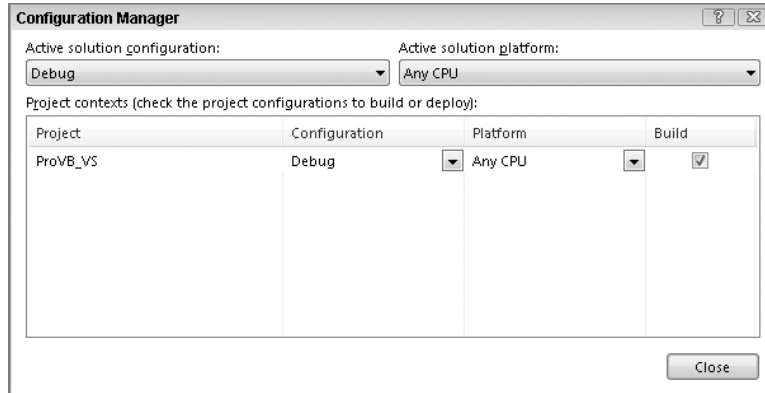 Configuration Manager
Active solution configuration: Active solution platform:
Debug Any CPU
Project contexts (check the project configurations to build or deploy):
Project Configuration Platform Build
ProVB_VS Debug Any CPU
Close